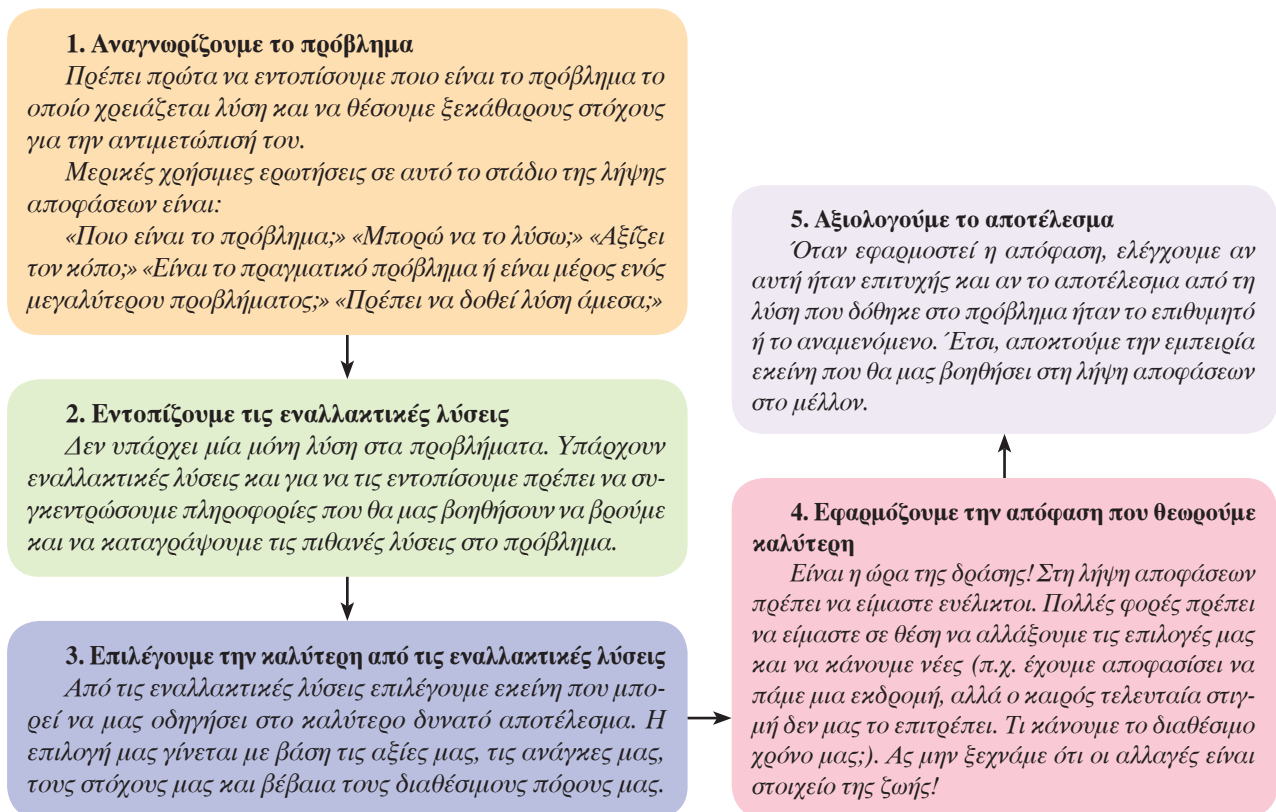 1. Αναγνωρίζουμε το πρόβλημα
Πρέπει πρώτα να εντοπίσουμε ποιο είναι το πρόβλημα το
οποίο χρειάζεται λύση και να θέσουμε ξεκάθαρους στόχους
για την αντιμετώπισή του.
Μερικές χρήσιμες ερωτήσεις σε αυτό το στάδιο της λήψης
αποφάσεων είναι:
«Ποιο είναι το πρόβλημα;» «Μπορώ να το λύσω;» «Αξίζει
τον κόπο;» «Είναι το πραγματικό πρόβλημα ή είναι μέρος ενός
μεγαλύτερου προβλήματος;» «Πρέπει να δοθεί λύση άμεσα;»
2. Εντοπίζουμε τις εναλλακτικές λύσεις
Δεν υπάρχει μία μόνη λύση στα προβλήματα. Υπάρχουν
εναλλακτικές λύσεις και για να τις εντοπίσουμε πρέπει να συ-
γκεντρώσουμε πληροφορίες που θα μας βοηθήσουν να βρούμε
και να καταγράψουμε τις πιθανές λύσεις στο πρόβλημα.
3. Επιλέγουμε την καλύτερη από τις εναλλακτικές λύσεις
Από τις εναλλακτικές λύσεις επιλέγουμε εκείνη που μπο-
ρεί να μας οδηγήσει στο καλύτερο δυνατό αποτέλεσμα. Η
επιλογή μας γίνεται με βάση τις αξίες μας, τις ανάγκες μας,
τους στόχους μας και βέβαια τους διαθέσιμους πόρους μας.
4. Εφαρμόζουμε την απόφαση που θεωρούμε
καλύτερη
Είναι η ώρα της δράσης! Στη λήψη αποφάσεων
πρέπει να είμαστε ευέλικτοι. Πολλές φορές πρέπει
να είμαστε σε θέση να αλλάξουμε τις επιλογές μας
και να κάνουμε νέες (π.χ. έχουμε αποφασίσει να
πάμε μια εκδρομή, αλλά ο καιρός τελευταία στιγ-
μή δεν μας το επιτρέπει. Τι κάνουμε το διαθέσιμο
χρόνο μας;). Ας μην ξεχνάμε ότι οι αλλαγές είναι
στοιχείο της ζωής!
5. Αξιολογούμε το αποτέλεσμα
Όταν εφαρμοστεί η απόφαση, ελέγχουμε αν
αυτή ήταν επιτυχής και αν το αποτέλεσμα από τη
λύση που δόθηκε στο πρόβλημα ήταν το επιθυμητό
ή το αναμενόμενο. Έτσι, αποκτούμε την εμπειρία
εκείνη που θα μας βοηθήσει στη λήψη αποφάσεων
στο μέλλον.